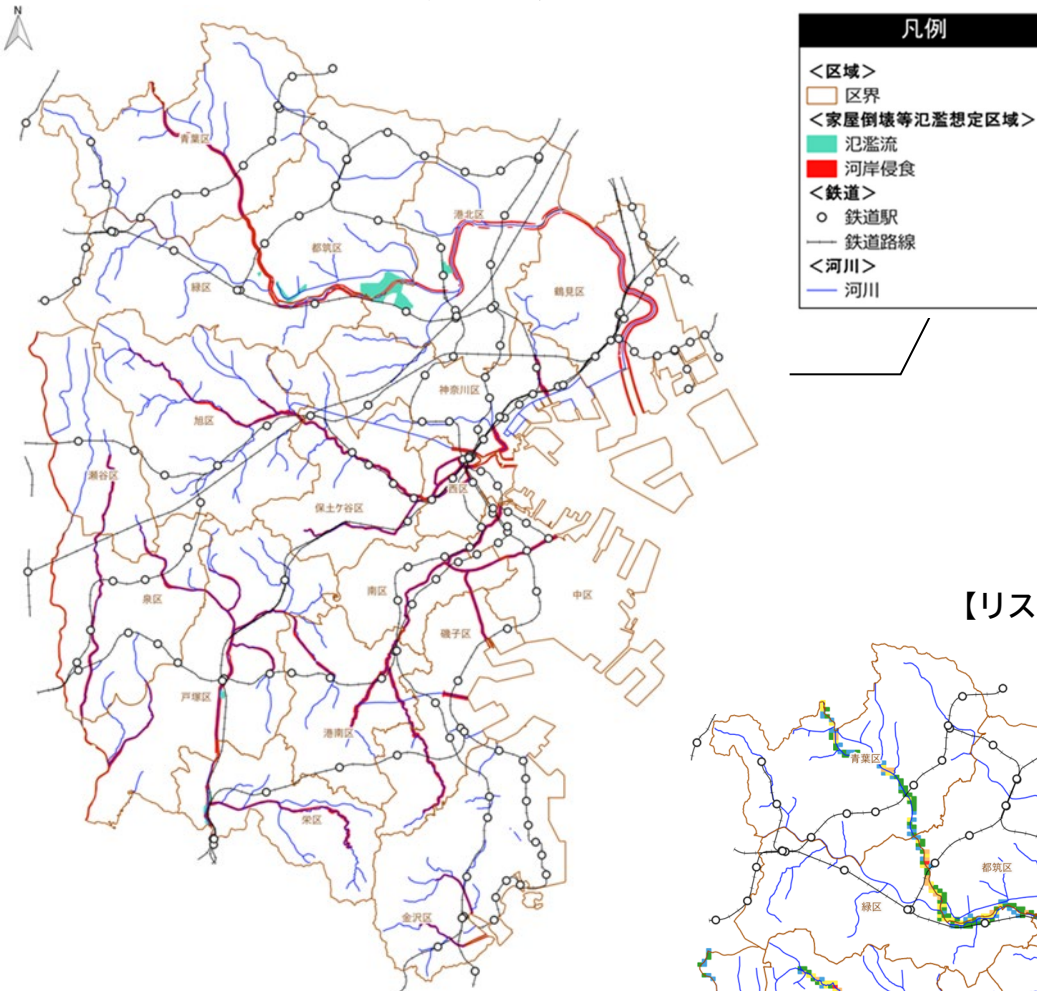 N
凡例
＜区域＞
区界
＜家屋倒壊等氾濫想定区域＞
氾濫流
河岸侵食
＜鉄道＞
鉄道駅
鉄道路線
＜河川＞
河川
青葉区
港北区
都筑区
緑区
鶴見区
神奈川区
旭区
瀬谷区
西区
保土ケ谷区
南区
中区
泉区
磯子区
戸塚区
港南区
栄区
金沢区
【リス
青葉区
都筑区
緑区